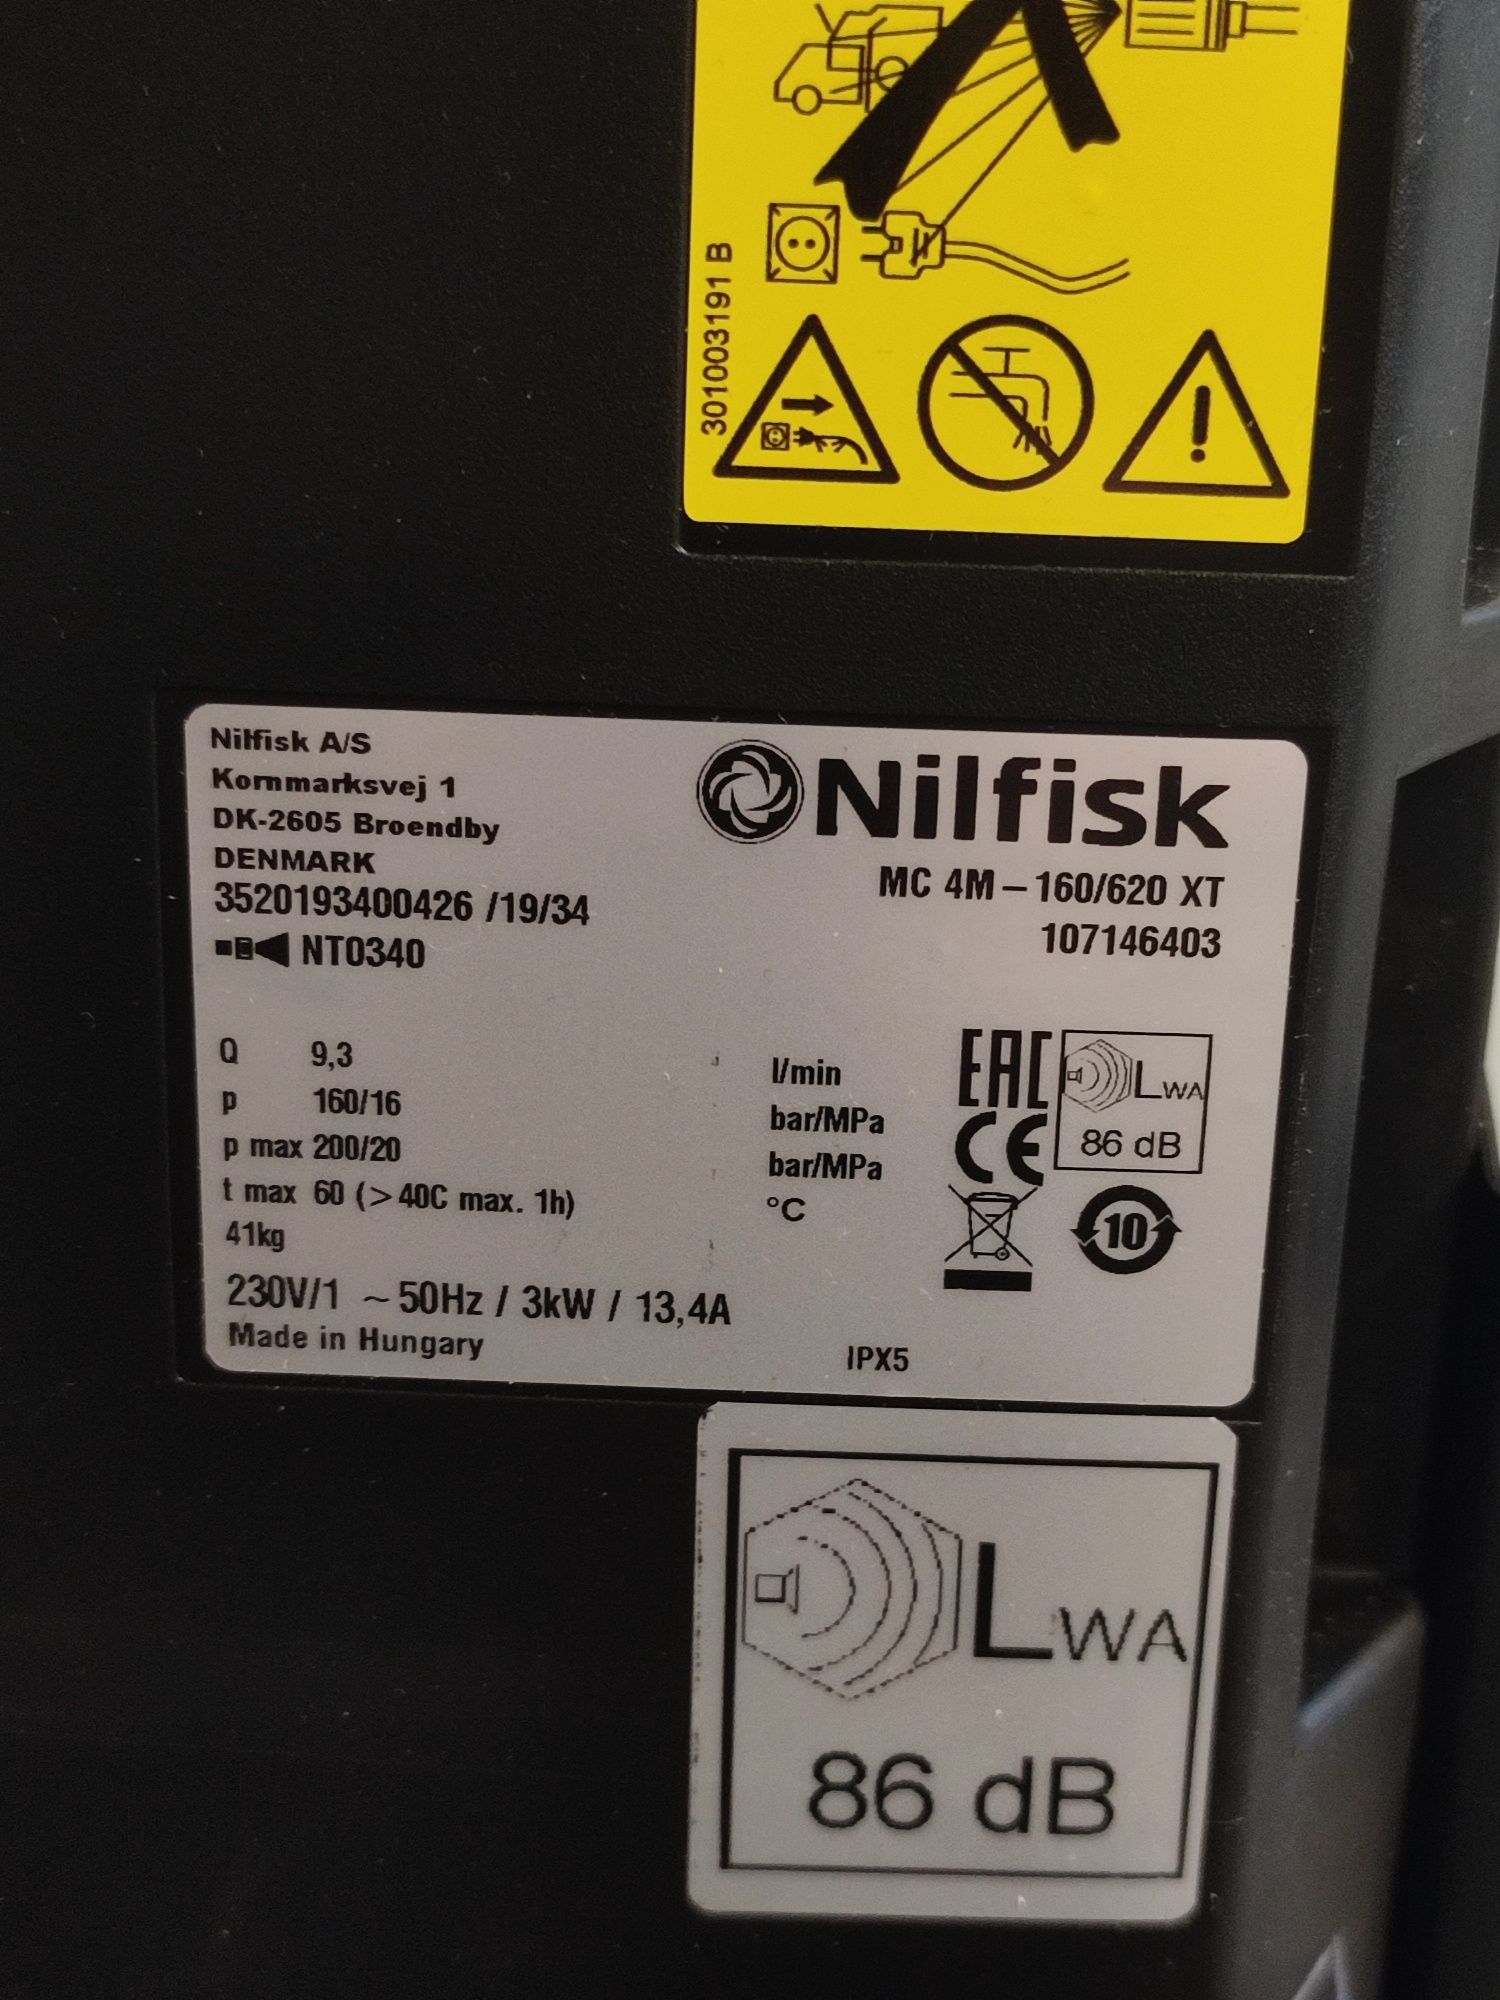 301003191 B
Nilfisk A/S
Kornmarksvej 1
DK-2605 Broendby
DENMARK
3520193400426 /19/34
NT0340
Nilfisk
MC 4M – 160/620 XT
107146403
Q 9,3 l/min
p 160/16 bar/MPa
p max 200/20 bar/MPa
t max 60 (>40C max. 1h) °C
41kg
230V/1 ~ 50Hz / 3kW / 13,4A
Made in Hungary
IPX5
EAC
CE
LWA
86 dB
10
LWA
86 dB